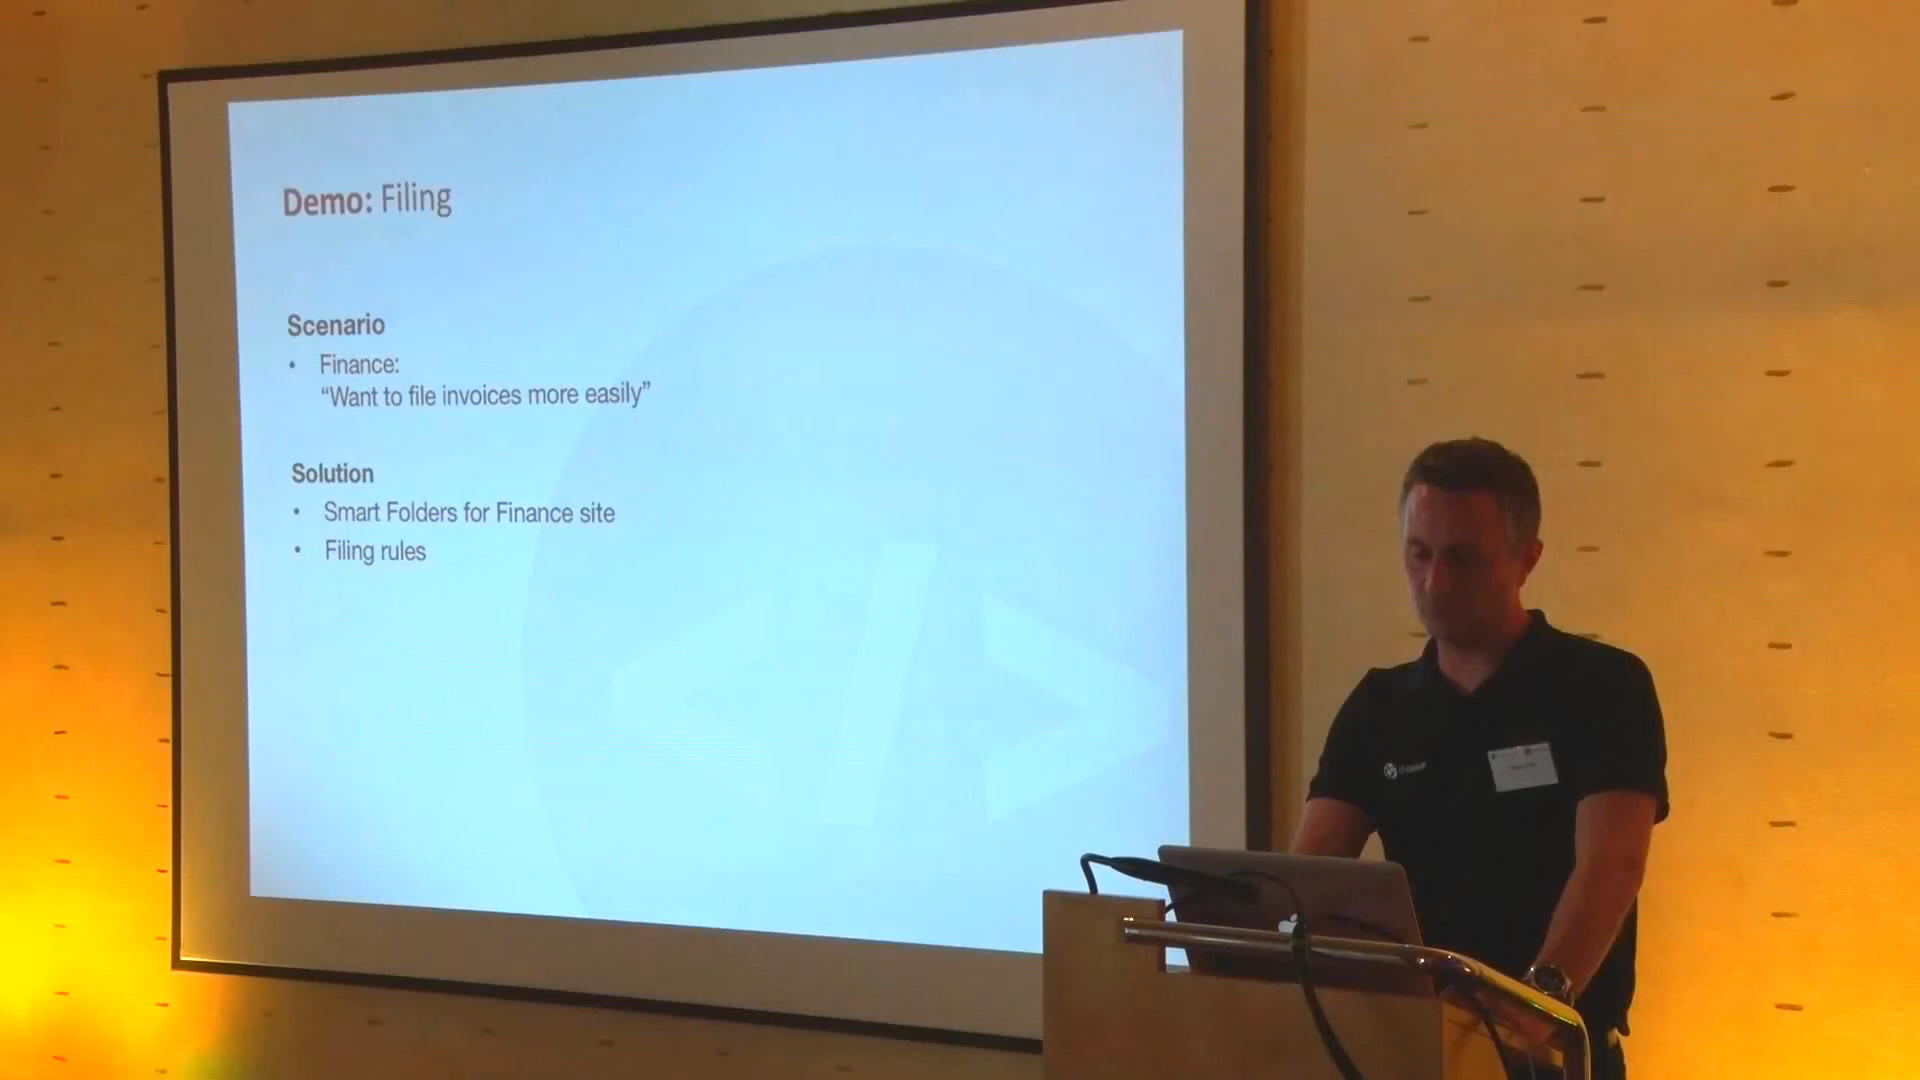 Demo: Filing
Scenario
• Finance:
“Want to file invoices more easily”
Solution
• Smart Folders for Finance site
• Filing rules